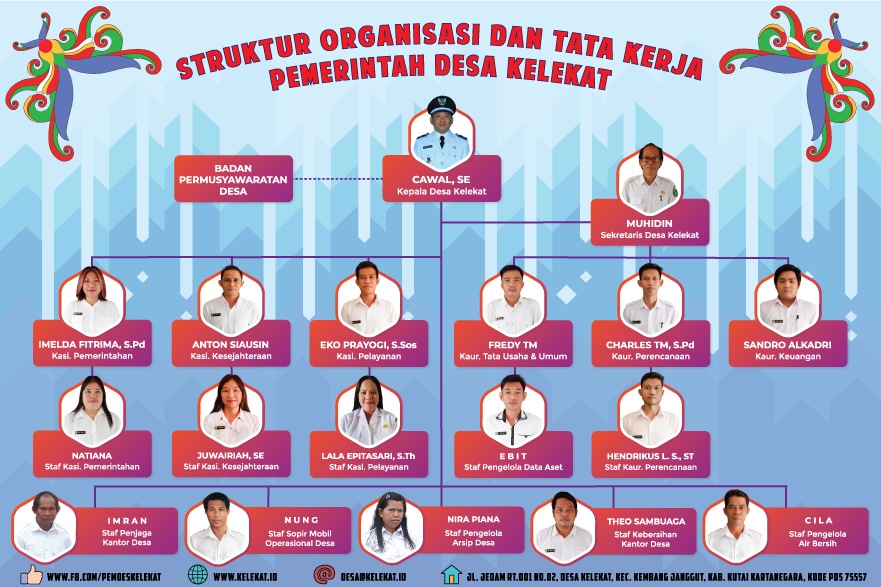 STRUKTUR ORGANISASI DAN TATA KERJA
PEMERINTAH DESA KELEKAT
BADAN
PERMUSYAWARATAN
DESA
CAWAL, SE
Kepala Desa Kelekat
MUHIDIN
Sekretaris Desa Kelekat
IMELDA FITRIMA, S.Pd
Kasi. Pemerintahan
ANTON SIAUSIN
Kasi. Kesejahteraan
EKO PRAYOGI, S.Sos
Kasi. Pelayanan
FREDY TM
Kaur. Tata Usaha & Umum
CHARLES TM, S.Pd
Kaur. Perencanaan
SANDRO ALKADRI
Kaur. Keuangan
NATIANA
Staf Kasi. Pemerintahan
JUWAIRIAH, SE
Staf Kasi. Kesejahteraan
LALA EPITASARI, S.Th
Staf Kasi. Pelayanan
E B I T
Staf Pengelola Data Aset
HENDRIKUS L. S., ST
Staf Kaur. Perencanaan
I M R A N
Staf Penjaga
Kantor Desa
N U N G
Staf Sopir Mobil
Operasional Desa
NIRA PIANA
Staf Pengelola
Arsip Desa
THEO SAMBUAGA
Staf Kebersihan
Kantor Desa
C I L A
Staf Pengelola
Air Bersih
WWW.FB.COM/PEMDESKELEKAT
WWW.KELEKAT.ID
DESA@KELEKAT.ID
JL. JEDAM RT.001 NO.02, DESA KELEKAT, KEC. KEMBANG JANGGUT, KAB. KUTAI KARTANEGARA, KODE POS 75557